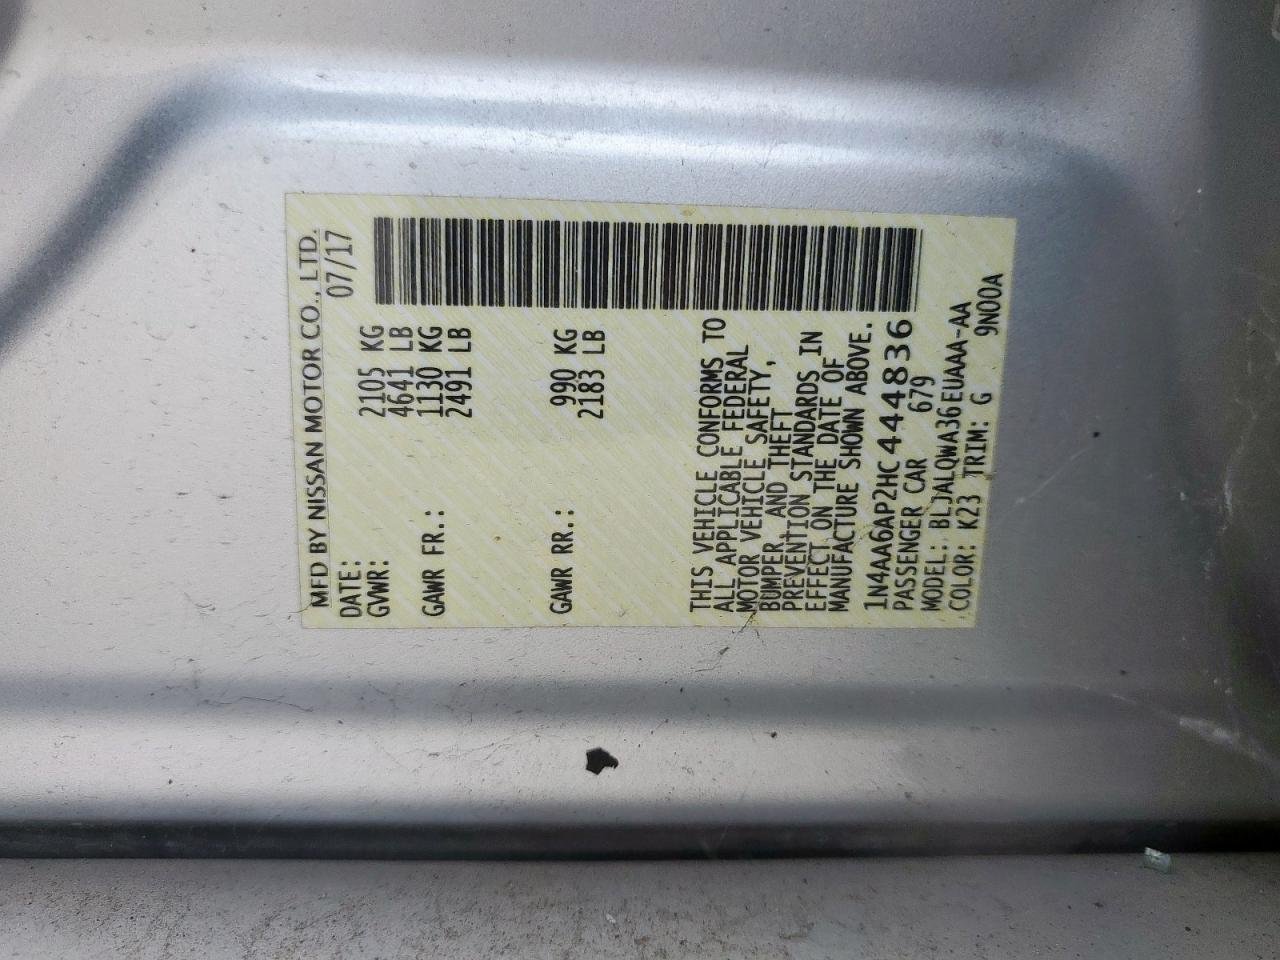 MFD BY NISSAN MOTOR CO., LTD.
DATE: 07/17
GVWR: 2105 KG
4641 LB
GAWR FR.: 1130 KG
2491 LB
GAWR RR.: 990 KG
2183 LB
THIS VEHICLE CONFORMS TO
ALL APPLICABLE FEDERAL
MOTOR VEHICLE SAFETY,
BUMPER, AND THEFT
PREVENTION STANDARDS IN
EFFECT ON THE DATE OF
MANUFACTURE SHOWN ABOVE.
1N4AA6AP2HC444836
PASSENGER CAR 679
MODEL: BLJALQWA36EUAAA-AA
COLOR: K23 TRIM: G 9N00A